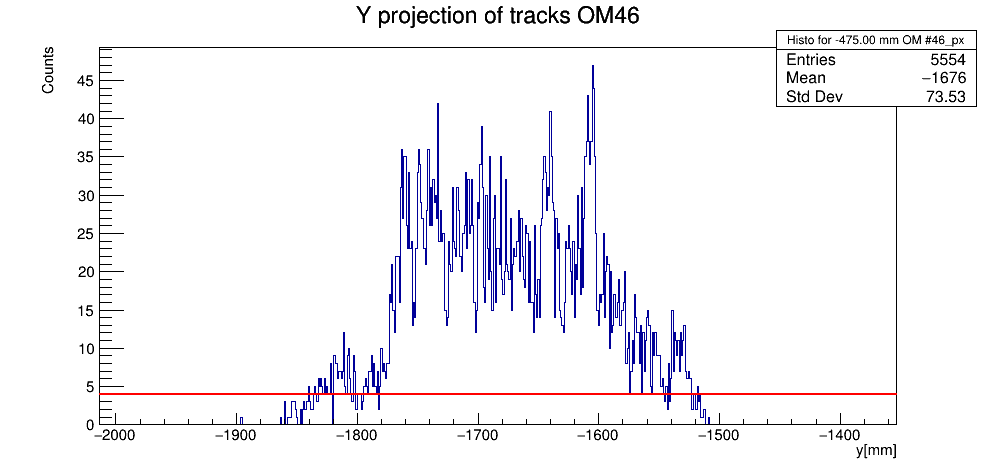 Y projection of tracks OM46
Histo for -475.00 mm OM #46_px
Entries 5554
Mean −1676
Std Dev 73.53
Counts
45
40
35
30
25
20
15
10
5
0
−2000 −1900 −1800 −1700 −1600 −1500 −1400
y[mm]